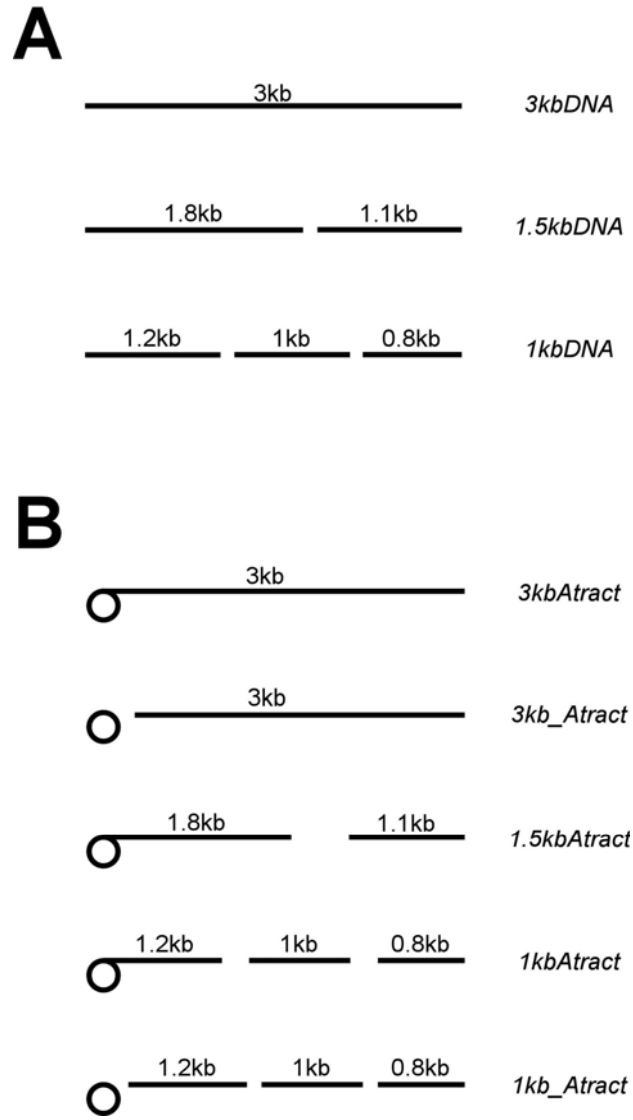 A
3kb 3kbDNA
1.8kb 1.1kb 1.5kbDNA
1.2kb 1kb 0.8kb 1kbDNA
B
3kb 3kbAtract
3kb 3kb_Atract
1.8kb 1.1kb 1.5kbAtract
1.2kb 1kb 0.8kb 1kbAtract
1.2kb 1kb 0.8kb 1kb_Atract